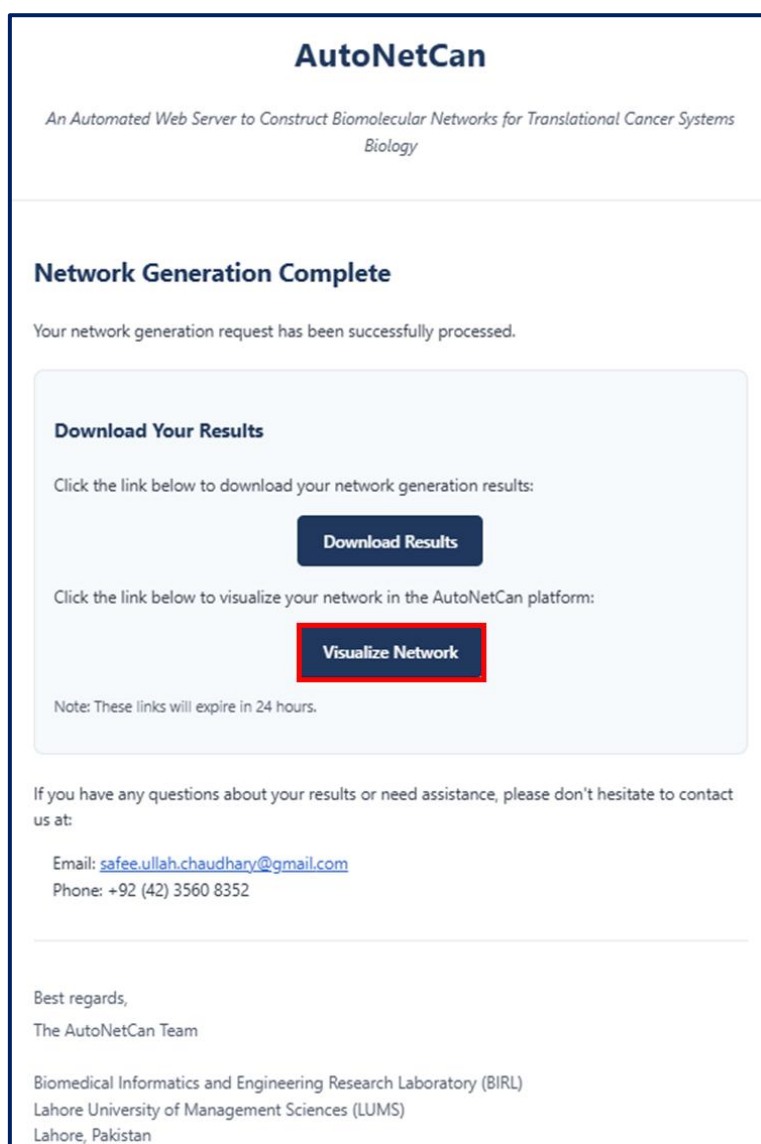 AutoNetCan
An Automated Web Server to Construct Biomolecular Networks for Translational Cancer Systems
Biology
Network Generation Complete
Your network generation request has been successfully processed.
Download Your Results
Click the link below to download your network generation results:
Download Results
Click the link below to visualize your network in the AutoNetCan platform:
Visualize Network
Note: These links will expire in 24 hours.
If you have any questions about your results or need assistance, please don't hesitate to contact
us at:
Email: safee.ullah.chaudhary@gmail.com
Phone: +92 (42) 3560 8352
Best regards,
The AutoNetCan Team
Biomedical Informatics and Engineering Research Laboratory (BIRL)
Lahore University of Management Sciences (LUMS)
Lahore, Pakistan